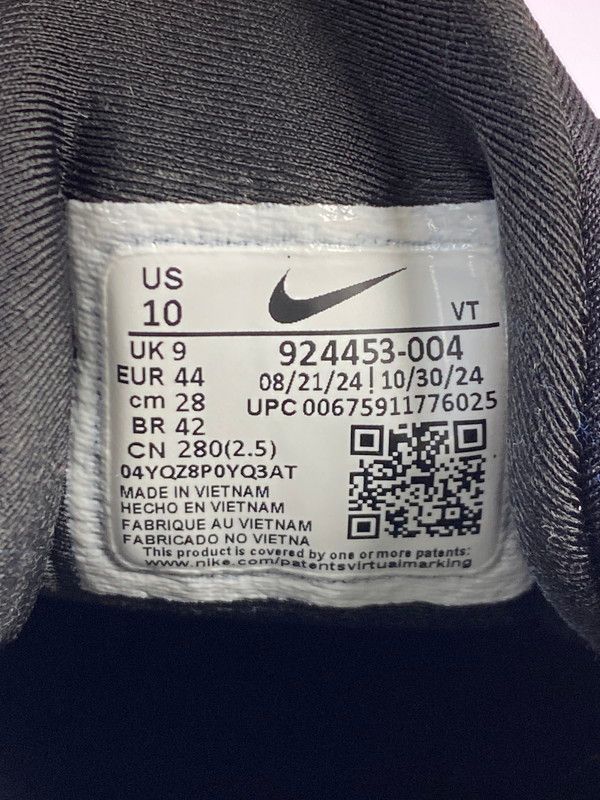 US
10
VT
UK 9
924453-004
EUR 44
08/21/24 | 10/30/24
cm 28
UPC 00675911776025
BR 42
CN 280(2.5)
04YQZ8P0YQ3AT
MADE IN VIETNAM
HECHO EN VIETNAM
FABRIQUE AU VIETNAM
FABRICADO NO VIETNA
This product is covered by one or more patents:
www.nike.com/patentsvirtualmarking